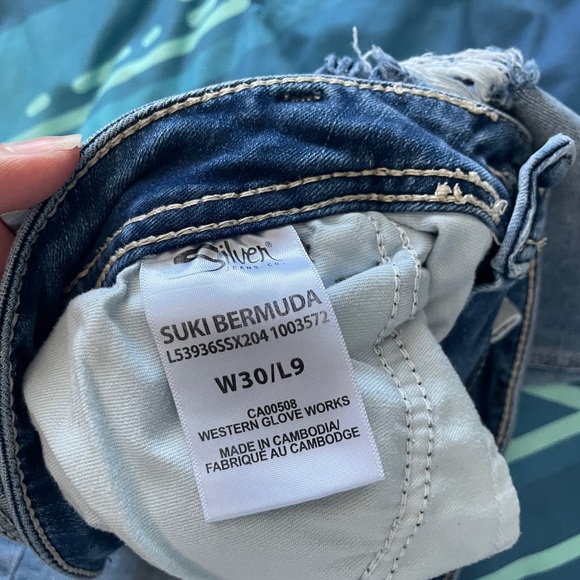 Silver
JEANS CO.
SUKI BERMUDA
L53936SSX204 1003572
W30/L9
CA00508
WESTERN GLOVE WORKS
MADE IN CAMBODIA/
FABRIQUÉ AU CAMBODGE